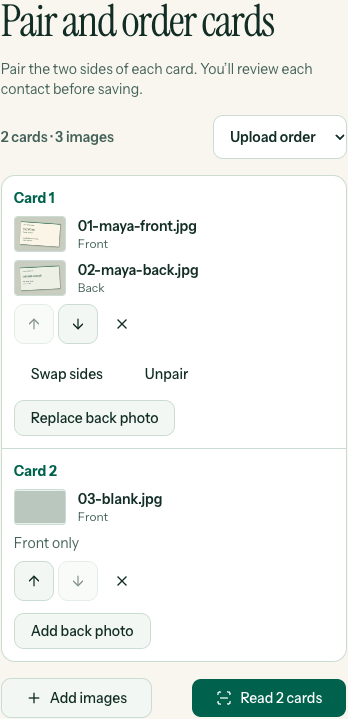 Pair and order cards
Pair the two sides of each card. You'll review each
contact before saving.
2 cards · 3 images
Upload order
Card 1
01-maya-front.jpg
Front
02-maya-back.jpg
Back
Swap sides
Unpair
Replace back photo
Card 2
03-blank.jpg
Front
Front only
Add back photo
Add images
Read 2 cards